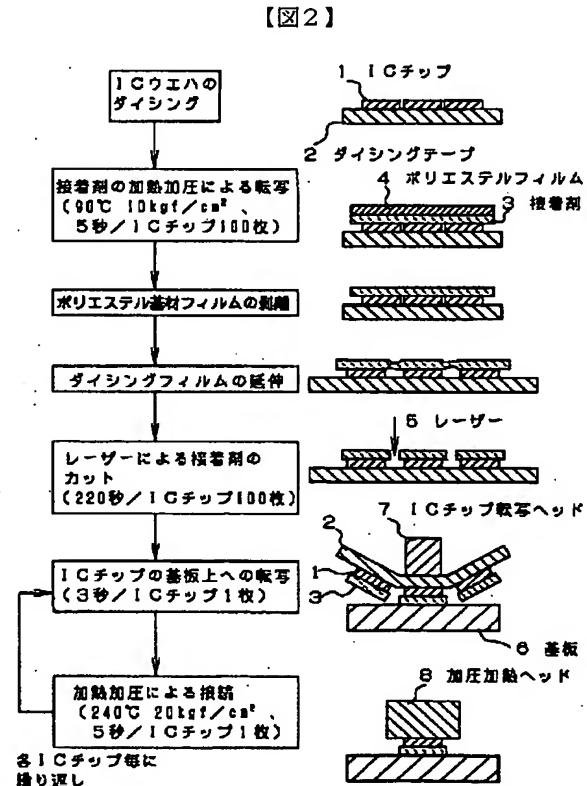 【図2】
ICウエハの
ダイシング
1 ICチップ
2 ダイシングテープ
接着剤の加熱加圧による転写
(90℃ 10kgf/cm²、
5秒/ICチップ100枚)
4 ポリエステルフィルム
3 接着剤
ポリエステル基材フィルムの剥離
ダイシングフィルムの延伸
5 レーザー
レーザーによる接着剤の
カット
(220秒/ICチップ100枚)
7 ICチップ転写ヘッド
2
1
3
ICチップの基板上への転写
(3秒/ICチップ1枚)
6 基板
8 加圧加熱ヘッド
加熱加圧による接続
(240℃ 20kgf/cm²、
5秒/ICチップ1枚)
各ICチップ毎に
繰り返し